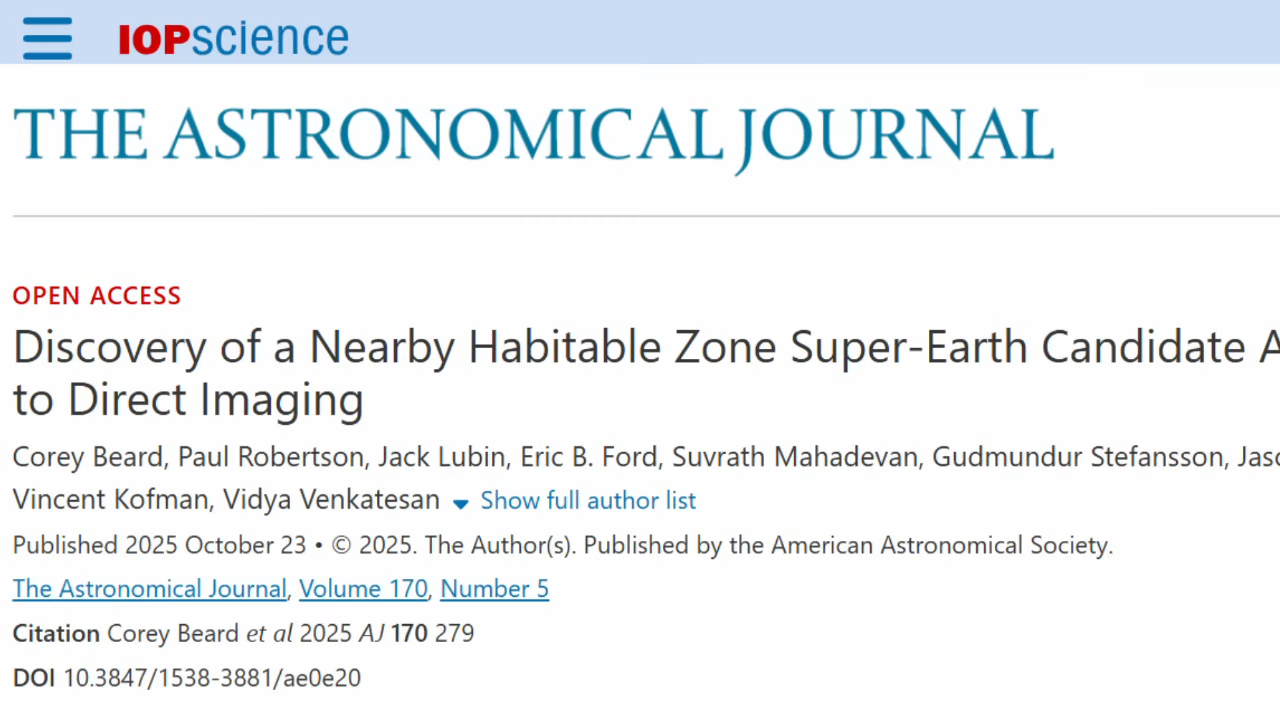 IOPscience
THE ASTRONOMICAL JOURNAL
OPEN ACCESS
Discovery of a Nearby Habitable Zone Super-Earth Candidate
to Direct Imaging
Corey Beard, Paul Robertson, Jack Lubin, Eric B. Ford, Suvrath Mahadevan, Gudmundur Stefansson,
Vincent Kofman, Vidya Venkatesan Show full author list
Published 2025 October 23 • © 2025. The Author(s). Published by the American Astronomical Society.
The Astronomical Journal, Volume 170, Number 5
Citation Corey Beard et al 2025 AJ 170 279
DOI 10.3847/1538-3881/ae0e20